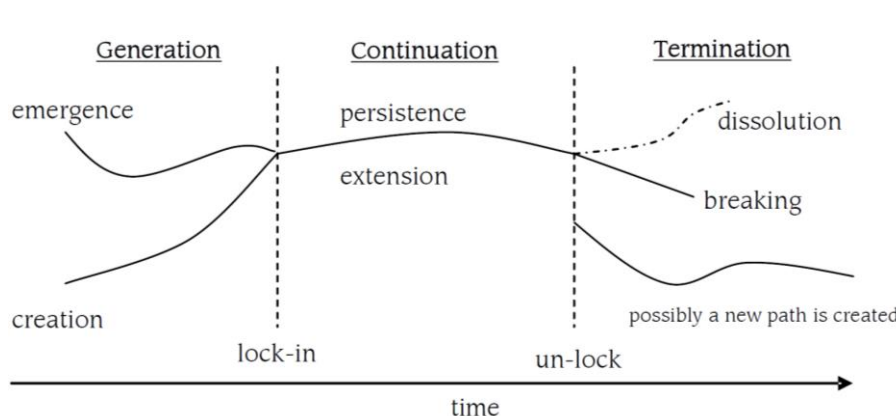 Generation
Continuation
Termination
emergence
persistence
dissolution
extension
breaking
creation
possibly a new path is created
lock-in
un-lock
time